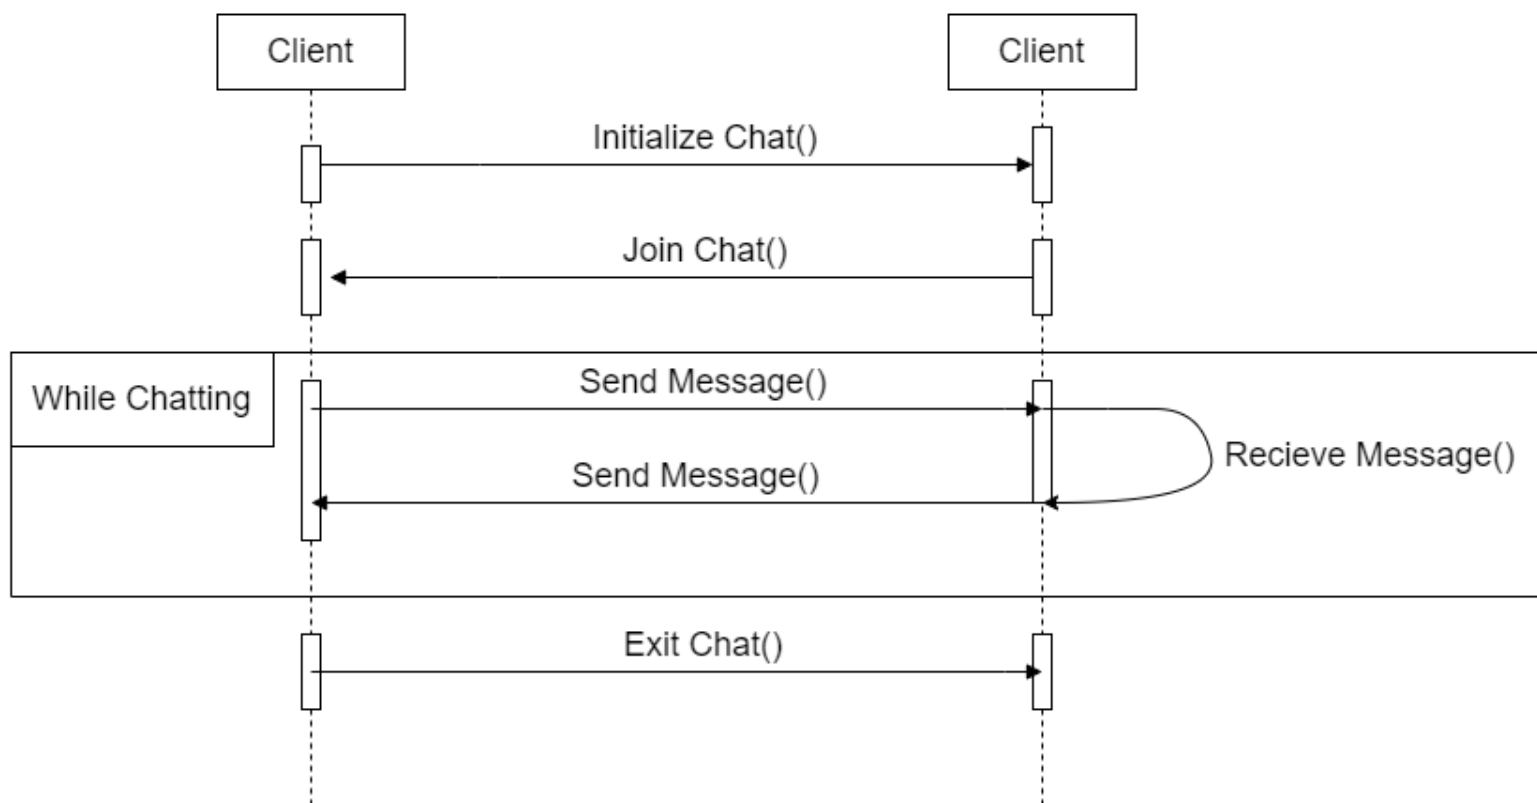 Client
Client
Initialize Chat()
Join Chat()
While Chatting
Send Message()
Recieve Message()
Send Message()
Exit Chat()